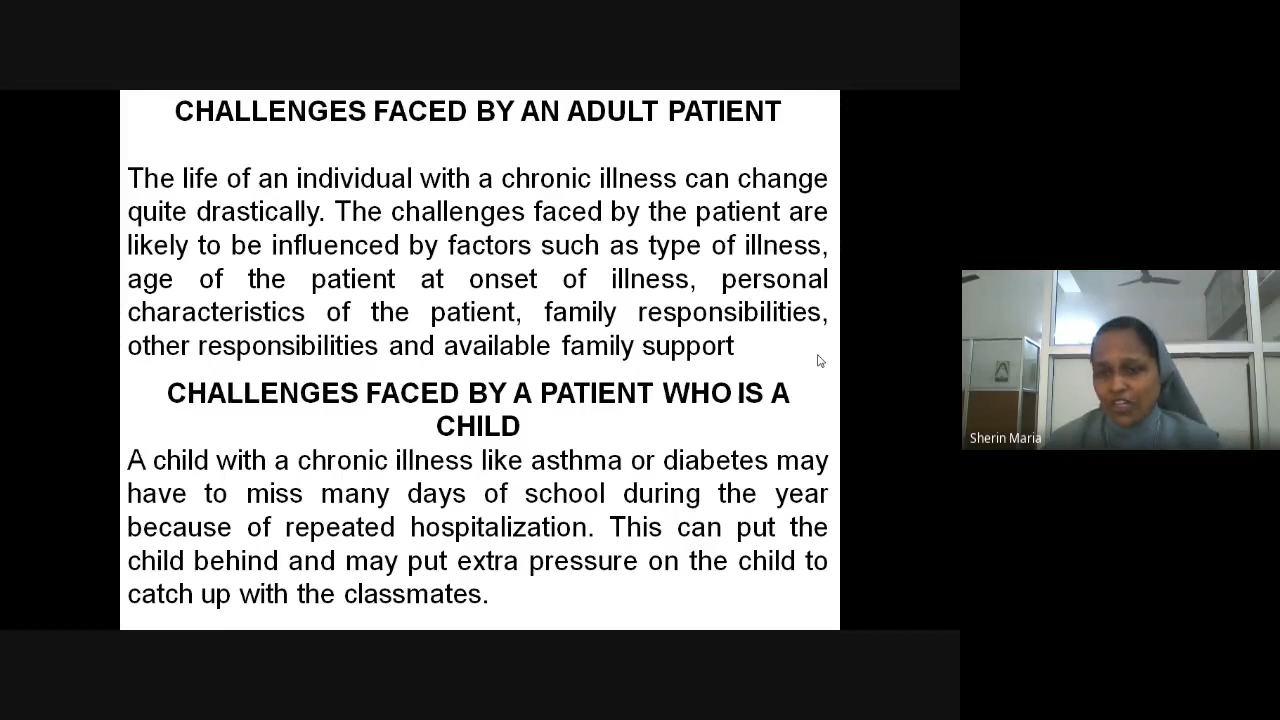 CHALLENGES FACED BY AN ADULT PATIENT
The life of an individual with a chronic illness can change
quite drastically. The challenges faced by the patient are
likely to be influenced by factors such as type of illness,
age of the patient at onset of illness, personal
characteristics of the patient, family responsibilities,
other responsibilities and available family support
CHALLENGES FACED BY A PATIENT WHO IS A
CHILD
A child with a chronic illness like asthma or diabetes may
have to miss many days of school during the year
because of repeated hospitalization. This can put the
child behind and may put extra pressure on the child to
catch up with the classmates.
Sherin Maria